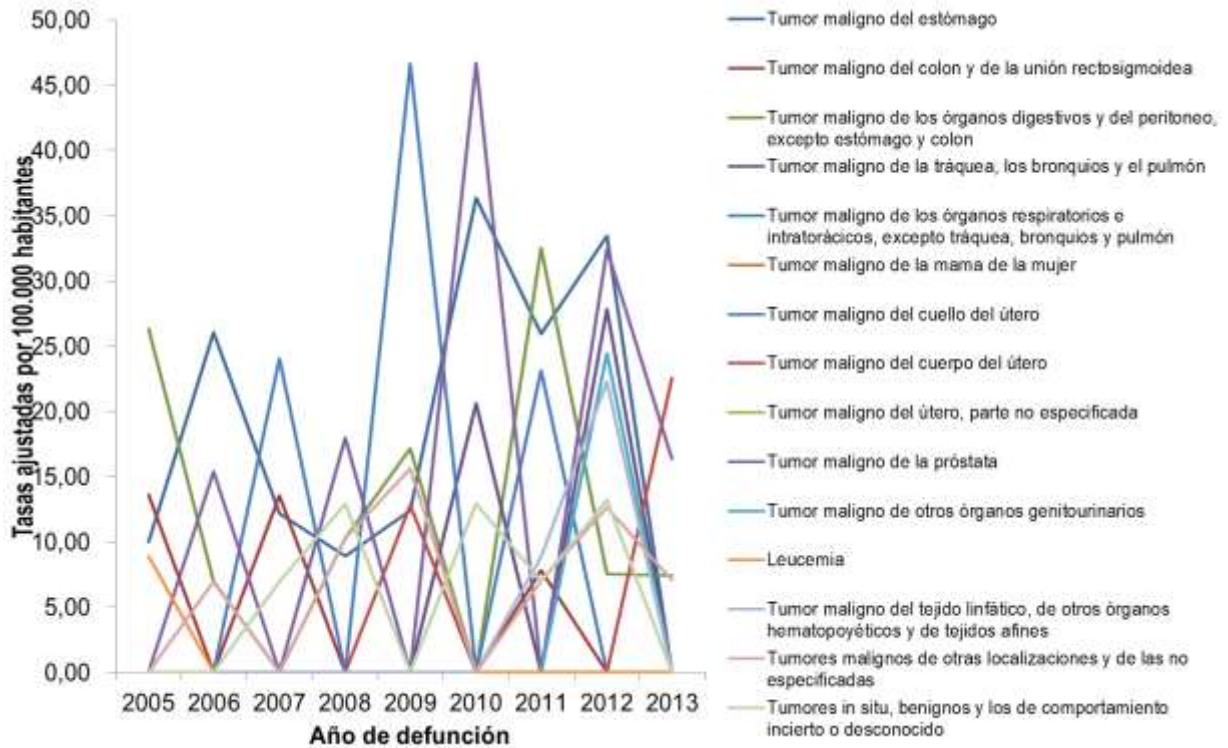 50,00
45,00
40,00
35,00
30,00
25,00
20,00
15,00
10,00
5,00
0,00
Tasas ajustadas por 100.000 habitantes
2005 2006 2007 2008 2009 2010 2011 2012 2013
Año de defunción
Tumor maligno del estómago
Tumor maligno del colon y de la unión rectosigmoidea
Tumor maligno de los órganos digestivos y del peritoneo,
excepto estómago y colon
Tumor maligno de la tráquea, los bronquios y el pulmón
Tumor maligno de los órganos respiratorios e
intratorácicos, excepto tráquea, bronquios y pulmón
Tumor maligno de la mama de la mujer
Tumor maligno del cuello del útero
Tumor maligno del cuerpo del útero
Tumor maligno del útero, parte no especificada
Tumor maligno de la próstata
Tumor maligno de otros órganos genitourinarios
Leucemia
Tumor maligno del tejido linfático, de otros órganos
hematopoyéticos y de tejidos afines
Tumores malignos de otras localizaciones y de las no
especificadas
Tumores in situ, benignos y los de comportamiento
incierto o desconocido